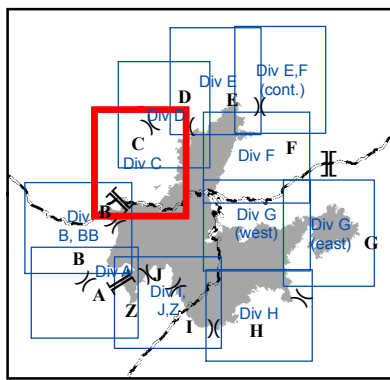 D
Div E
E
Div E,F
(cont.)
Div D
C
Div C
Div F
F
Div
B
B, BB
Div G
(west)
Div G
(east)
G
B
Div A
J
A
Z
Div I,
J,Z
I
Div H
H